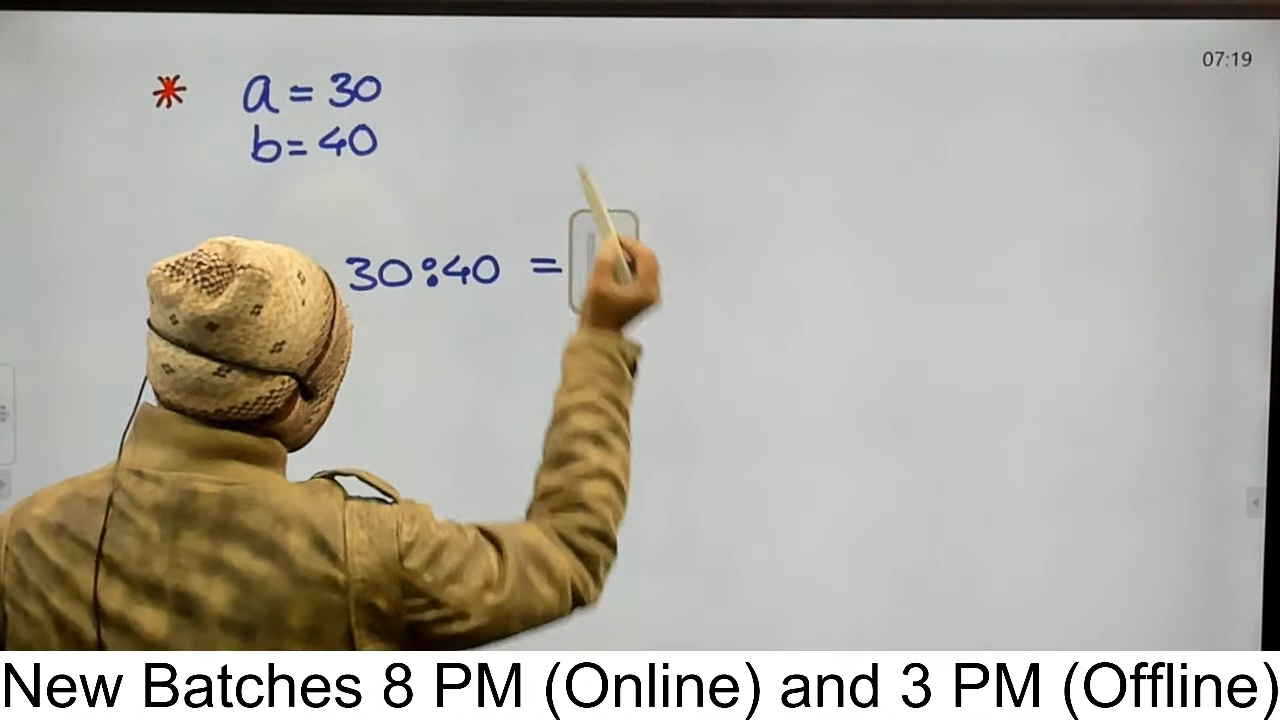 07:19
* a = 30
b = 40
30:40 =
New Batches 8 PM (Online) and 3 PM (Offline)